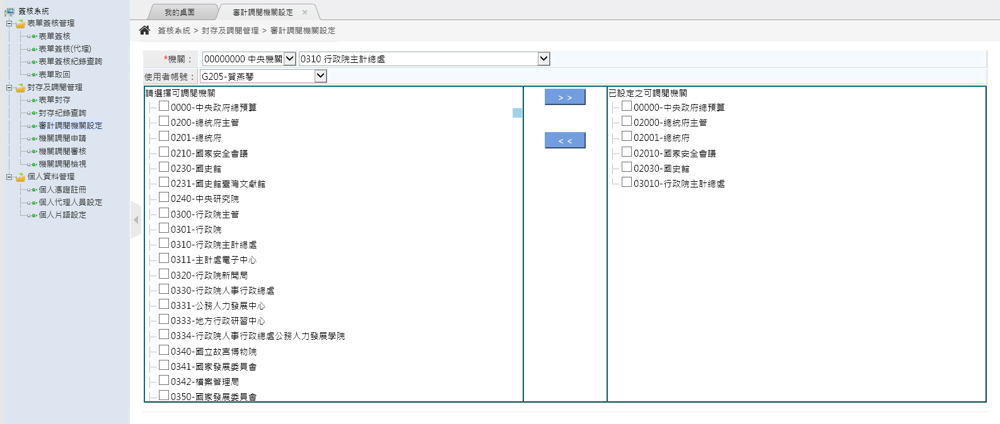 簽核系統
表單簽核管理
表單簽核
表單簽核(代理)
表單簽核紀錄查詢
表單取回
封存及調閱管理
表單封存
封存紀錄查詢
審計調閱機關設定
機關調閱申請
機關調閱審核
機關調閱檢視
個人資料管理
個人憑證註冊
個人代理人員設定
個人片語設定
我的桌面
審計調閱機關設定 ×
簽核系統 > 封存及調閱管理 > 審計調閱機關設定
*機關： 00000000 中央機關 0310 行政院主計總處
使用者帳號： G205-賀燕琴
請選擇可調閱機關
0000-中央政府總預算
0200-總統府主管
0201-總統府
0210-國家安全會議
0230-國史館
0231-國史館臺灣文獻館
0240-中央研究院
0300-行政院主管
0301-行政院
0310-行政院主計總處
0311-主計處電子中心
0320-行政院新聞局
0330-行政院人事行政總處
0331-公務人力發展中心
0333-地方行政研習中心
0334-行政院人事行政總處公務人力發展學院
0340-國立故宮博物院
0341-國家發展委員會
0342-檔案管理局
0350-國家發展委員會
> >
< <
已設定之可調閱機關
00000-中央政府總預算
02000-總統府主管
02001-總統府
02010-國家安全會議
02030-國史館
03010-行政院主計總處